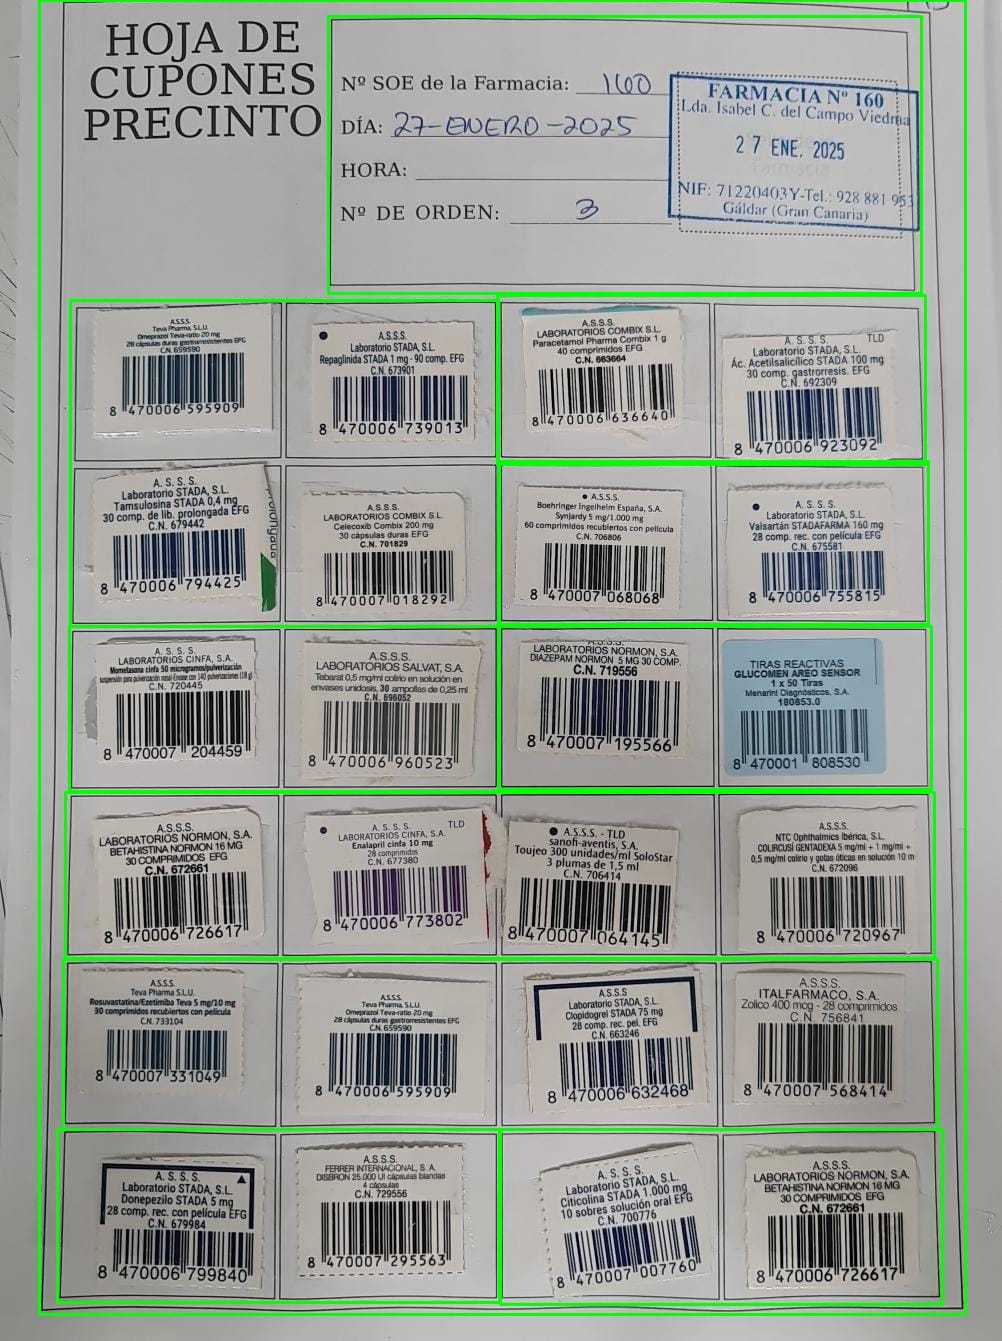 HOJA DE
CUPONES
PRECINTO
Nº SOE de la Farmacia: 160
DÍA: 27-ENERO-2025
HORA:
Nº DE ORDEN: 3
FARMACIA Nº 160
Lda. Isabel C. del Campo Viedma
27 ENE. 2025
NIF: 71220403Y-Tel.: 928 881 953
Gáldar (Gran Canaria)
A.S.S.S.
Teva Pharma, S.L.U.
Omeprazol Teva-ratio 20 mg
28 cápsulas duras gastrorresistentes EFG
C.N. 659590
8 470006 595909
A.S.S.S.
Laboratorio STADA, S.L.
Repaglinida STADA 1 mg - 90 comp. EFG
C.N. 673901
8 470006 739013
A.S.S.S.
LABORATORIOS COMBIX S.L.
Paracetamol Pharma Combix 1 g
40 comprimidos EFG
C.N. 663664
8 470006 636640
A. S. S. S. TLD
Laboratorio STADA, S.L.
Ác. Acetilsalicílico STADA 100 mg
30 comp. gastrorresis. EFG
C.N. 692309
8 470006 923092
A. S. S. S.
Laboratorio STADA, S.L.
Tamsulosina STADA 0,4 mg
30 comp. de lib. prolongada EFG
C.N. 679442
8 470006 794425
A.S.S.S.
LABORATORIOS COMBIX S.L.
Celecoxib Combix 200 mg
30 cápsulas duras EFG
C.N. 701829
8 470007 018292
A.S.S.S.
Boehringer Ingelheim España, S.A.
Synjardy 5 mg/1.000 mg
60 comprimidos recubiertos con película
C.N. 706806
8 470007 068068
A.S.S.S.
Laboratorio STADA, S.L.
Valsartán STADAFARMA 160 mg
28 comp. rec. con película EFG
C.N. 675581
8 470006 755815
A. S. S. S.
LABORATORIOS CINFA, S.A.
Mometasona cinfa 50 microgramos/pulverización
suspensión para pulverización nasal-Envase con 140 pulverizaciones (18 g)
C.N. 720445
8 470007 204459
A.S.S.S.
LABORATORIOS SALVAT, S.A.
Tebarat 0,5 mg/ml colirio en solución en
envases unidosis, 30 ampollas de 0,25 ml
C.N. 696052
8 470006 960523
A.S.S.S.
LABORATORIOS NORMON, S.A.
DIAZEPAM NORMON 5 MG 30 COMP.
C.N. 719556
8 470007 195566
TIRAS REACTIVAS
GLUCOMEN AREO SENSOR
1 x 50 Tiras
Menarini Diagnósticos, S.A.
180853.0
8 470001 808530
A.S.S.S.
LABORATORIOS NORMON, S.A.
BETAHISTINA NORMON 16 MG
30 COMPRIMIDOS EFG
C.N. 672661
8 470006 726617
A. S. S. S. TLD
LABORATORIOS CINFA, S.A.
Enalapril cinfa 10 mg
28 comprimidos
C.N. 677380
8 470006 773802
A.S.S.S. - TLD
sanofi-aventis, S.A.
Toujeo 300 unidades/ml SoloStar
3 plumas de 1,5 ml
C.N. 706414
8 470007 064145
A.S.S.S.
NTC Ophthalmics Ibérica, S.L.
COLIRCUSÍ GENTADEXA 5 mg/ml + 1 mg/ml +
0,5 mg/ml colirio y gotas óticas en solución 10 m
C.N. 672096
8 470006 720967
A.S.S.S.
Teva Pharma S.L.U.
Rosuvastatina/Ezetimiba Teva 5 mg/10 mg
30 comprimidos recubiertos con película
C.N. 733104
8 470007 331049
A.S.S.S.
Teva Pharma, S.L.U.
Omeprazol Teva-ratio 20 mg
28 cápsulas duras gastrorresistentes EFG
C.N. 659590
8 470006 595909
A.S.S.S
Laboratorio STADA, S.L.
Clopidogrel STADA 75 mg
28 comp. rec. pel. EFG
C.N. 663246
8 470006 632468
A.S.S.S.
ITALFARMACO, S.A.
Zolico 400 mcg - 28 comprimidos
C.N. 756841
8 470007 568414
A. S. S. S.
Laboratorio STADA, S.L.
Donepezilo STADA 5 mg
28 comp. rec. con película EFG
C.N. 679984
8 470006 799840
A.S.S.S.
FERRER INTERNACIONAL, S. A.
DISBRON 25.000 UI cápsulas blandas
4 cápsulas
C.N. 729556
8 470007 295563
A. S. S. S.
Laboratorio STADA, S.L.
Citicolina STADA 1.000 mg
10 sobres solución oral EFG
C.N. 700776
8 470007 007760
A.S.S.S.
LABORATORIOS NORMON, S.A.
BETAHISTINA NORMON 16 MG
30 COMPRIMIDOS EFG
C.N. 672661
8 470006 726617